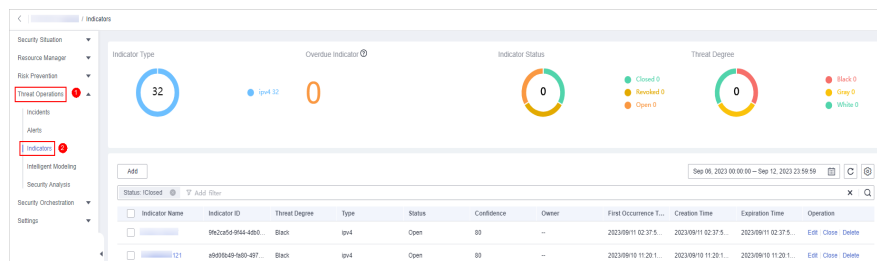 / Indicators
Security Situation
Resource Manager
Risk Prevention
Threat Operations 1
Incidents
Alerts
Indicators 2
Intelligent Modeling
Security Analysis
Security Orchestration
Settings
Indicator Type
32
ipv4 32
Overdue Indicator ?
0
Indicator Status
0
Closed 0
Revoked 0
Open 0
Threat Degree
0
Black 0
Gray 0
White 0
Add
Sep 06, 2023 00:00:00 – Sep 12, 2023 23:59:59
Status: !Closed Add filter
Indicator Name Indicator ID Threat Degree Type Status Confidence Owner First Occurrence T... Creation Time Expiration Time Operation
9fe2ca5d-9f44-4db0... Black ipv4 Open 80 -- 2023/09/11 02:37:5... 2023/09/11 02:37:5... 2023/09/11 02:37:5... Edit Close Delete
121 a9d06b49-fa80-497... Black ipv4 Open 80 -- 2023/09/10 11:20:1... 2023/09/10 11:20:1... 2023/09/10 11:20:1... Edit Close Delete